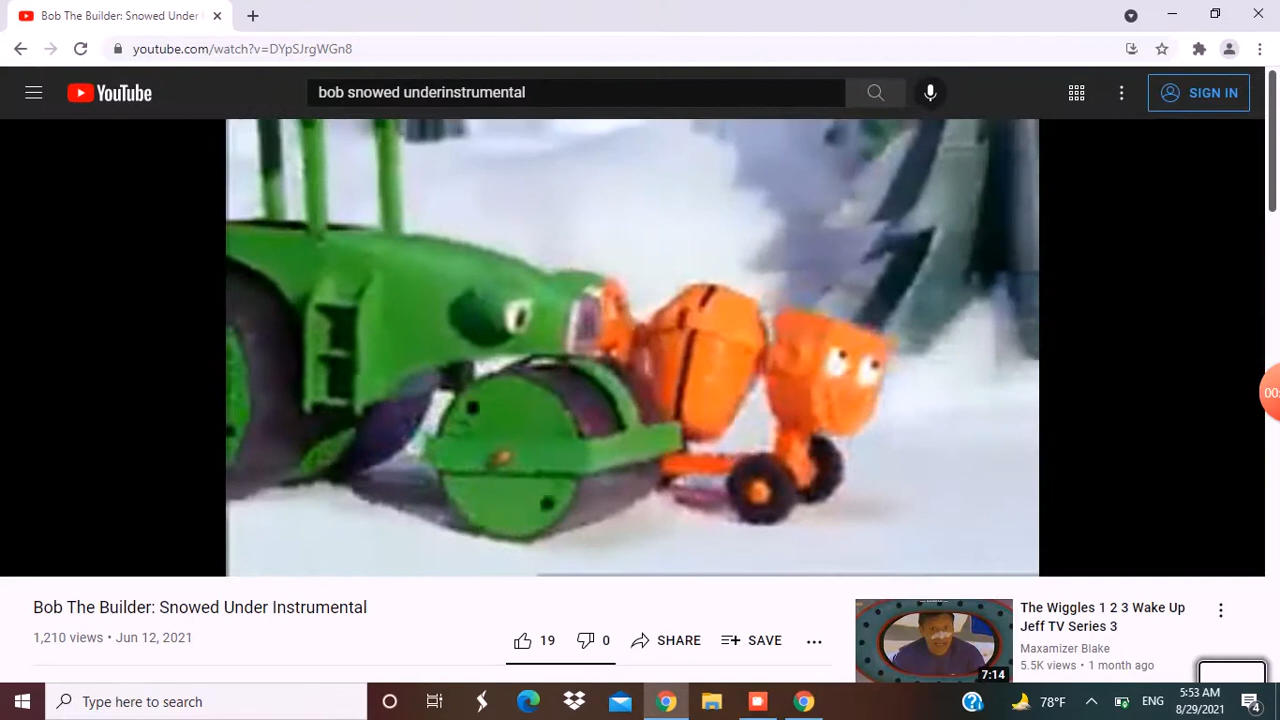 Bob The Builder: Snowed Under
youtube.com/watch?v=DYpSJrgWGn8
YouTube
bob snowed underinstrumental
SIGN IN
00:
Bob The Builder: Snowed Under Instrumental
1,210 views • Jun 12, 2021
19
0
SHARE
SAVE
The Wiggles 1 2 3 Wake Up
Jeff TV Series 3
Maxamizer Blake
5.5K views • 1 month ago
7:14
Type here to search
78°F
ENG
5:53 AM
8/29/2021
4